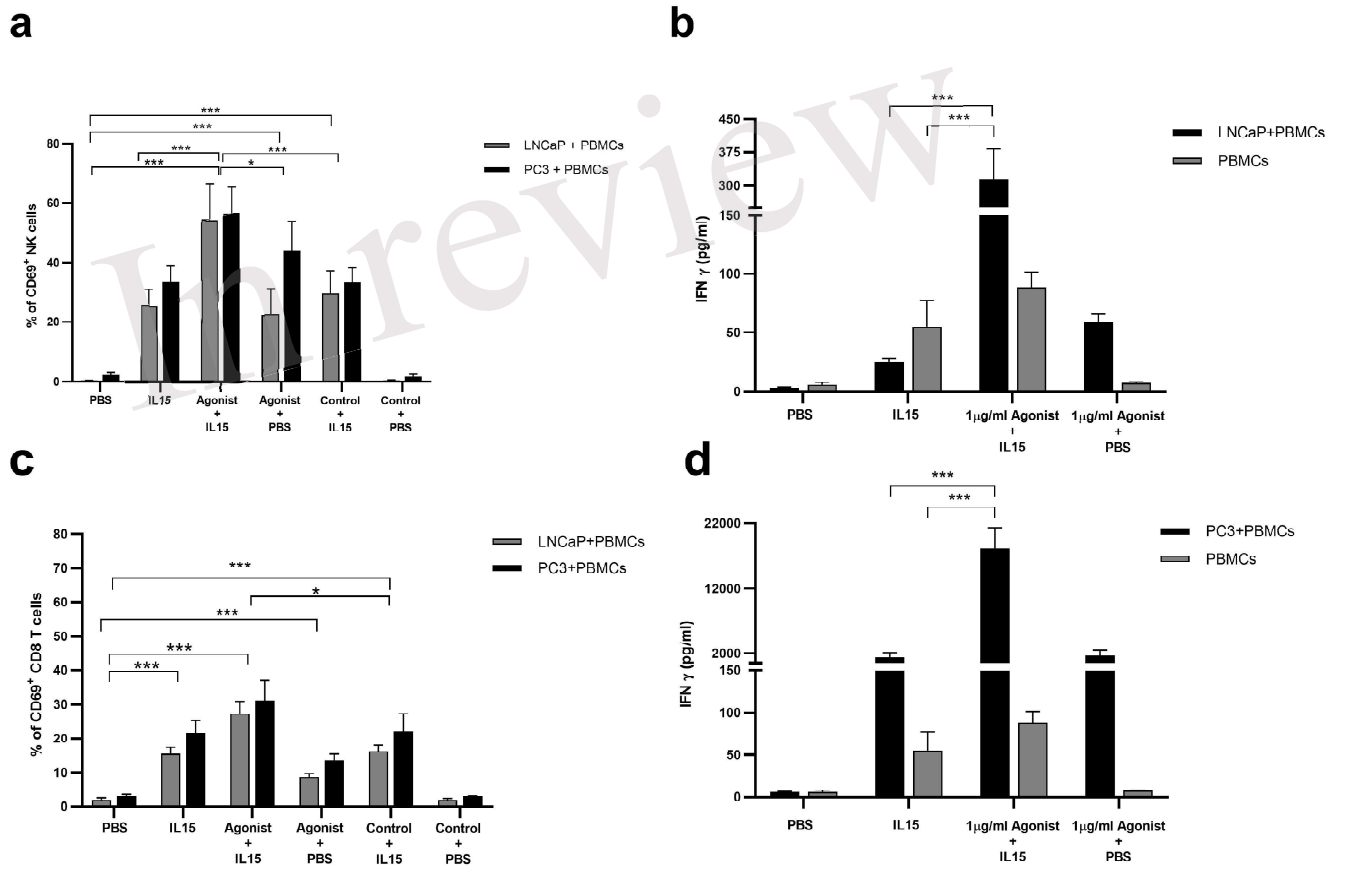 a
***
***
***
***
***
*
80
60
40
20
0
% of CD69+ NK cells
LNCaP + PBMCs
PC3 + PBMCs
PBS
IL15
Agonist
+
IL15
Agonist
+
PBS
Control
+
IL15
Control
+
PBS
b
***
***
450
375
300
150
100
50
0
IFN γ (pg/ml)
LNCaP+PBMCs
PBMCs
PBS
IL15
1µg/ml Agonist
+
IL15
1µg/ml Agonist
+
PBS
c
80
70
60
50
40
30
20
10
0
% of CD69+ CD8 T cells
***
*
***
***
***
LNCaP+PBMCs
PC3+PBMCs
PBS
IL15
Agonist
+
IL15
Agonist
+
PBS
Control
+
IL15
Control
+
PBS
d
***
***
22000
12000
2000
150
100
50
0
IFN γ (pg/ml)
PC3+PBMCs
PBMCs
PBS
IL15
1µg/ml Agonist
+
IL15
1µg/ml Agonist
+
PBS
In review